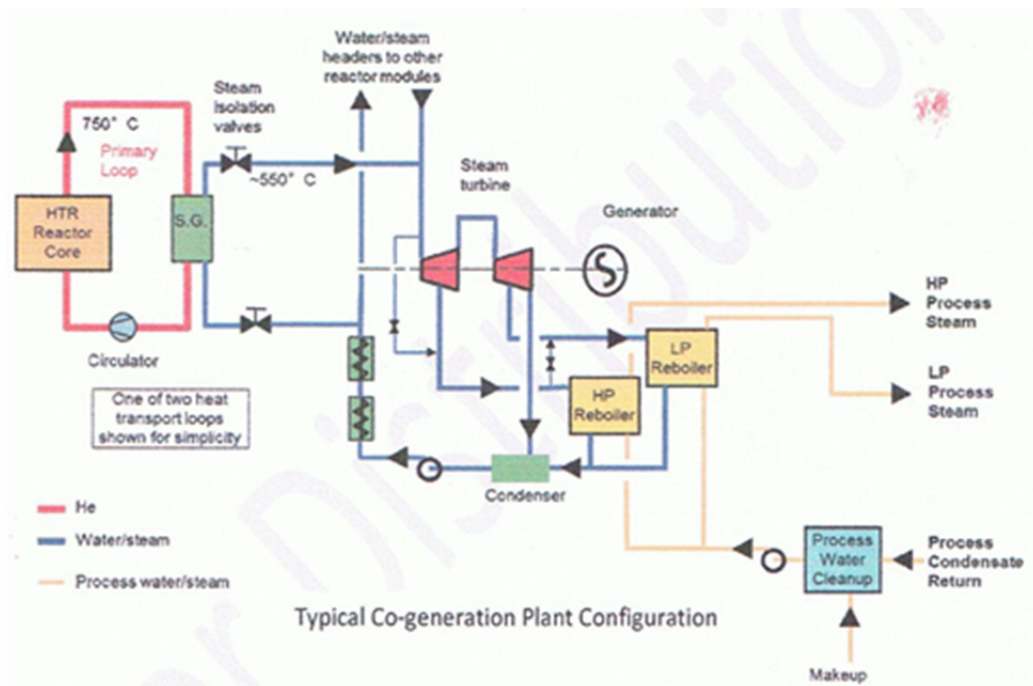 Water/steam
headers to other
reactor modules
Steam
Isolation
valves
750° C
Primary
Loop
~550° C
Steam
turbine
HTR
Reactor
Core
S.G.
Generator
HP
Process
Steam
Circulator
LP
Reboiler
LP
Process
Steam
HP
Reboiler
One of two heat
transport loops
shown for simplicity
Condenser
He
Water/steam
Process water/steam
Process
Water
Cleanup
Process
Condensate
Return
Typical Co-generation Plant Configuration
Makeup
r Distribution